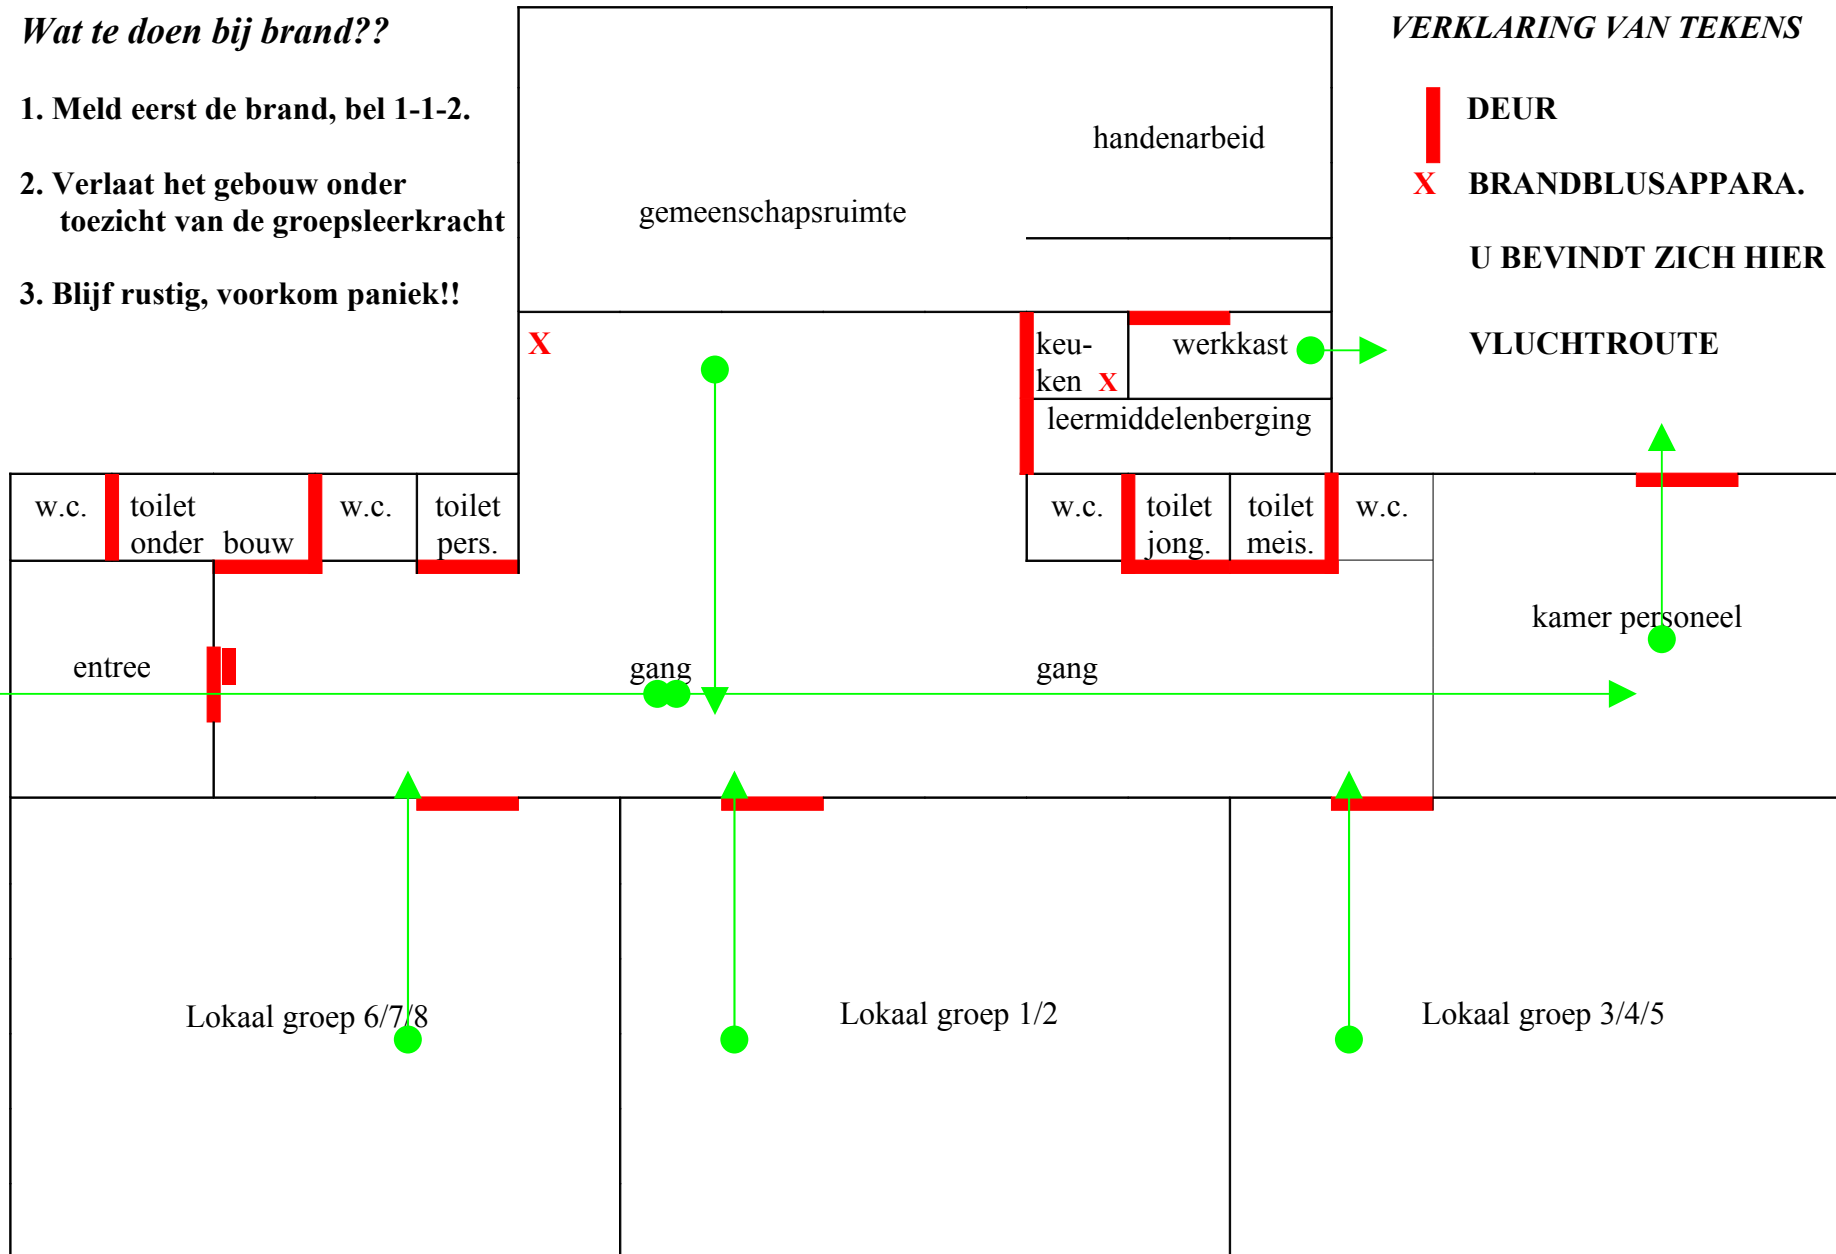 Wat te doen bij brand??
1. Meld eerst de brand, bel 1-1-2.
2. Verlaat het gebouw onder
toezicht van de groepsleerkracht
3. Blijf rustig, voorkom paniek!!
VERKLARING VAN TEKENS
DEUR
X BRANDBLUSAPPARA.
U BEVINDT ZICH HIER
VLUCHTROUTE
handenarbeid
gemeenschapsruimte
X
keu-
ken X
werkkast
leermiddelenberging
w.c.
toilet
onder bouw
w.c.
toilet
pers.
w.c.
toilet
jong.
toilet
meis.
w.c.
kamer personeel
entree
gang
gang
Lokaal groep 6/7/8
Lokaal groep 1/2
Lokaal groep 3/4/5